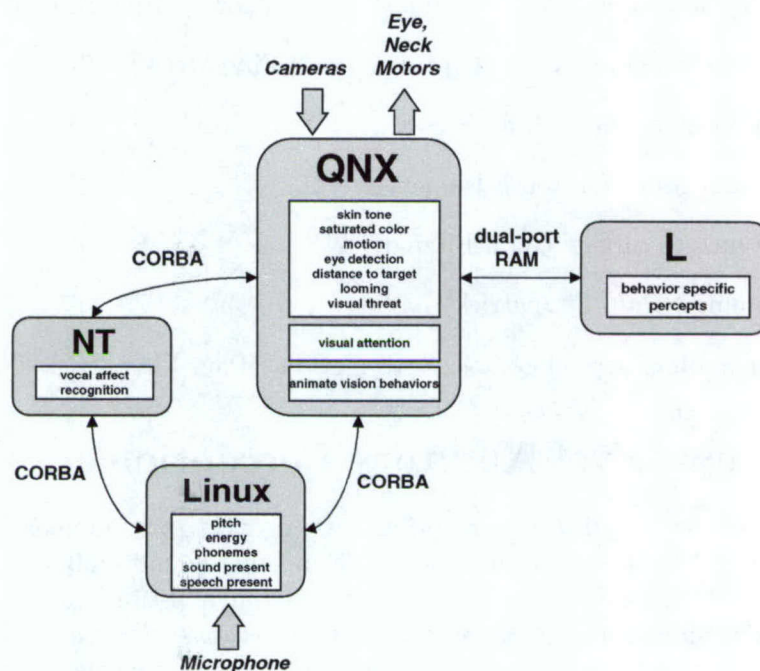 Eye,
Neck
Motors
Cameras
QNX
skin tone
saturated color
motion
eye detection
distance to target
looming
visual threat
visual attention
animate vision behaviors
dual-port
RAM
L
behavior specific
percepts
CORBA
NT
vocal affect
recognition
CORBA
CORBA
Linux
pitch
energy
phonemes
sound present
speech present
Microphone